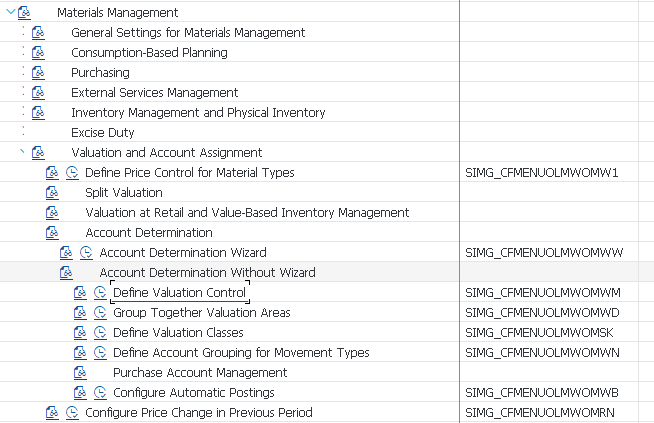 Materials Management
General Settings for Materials Management
Consumption-Based Planning
Purchasing
External Services Management
Inventory Management and Physical Inventory
Excise Duty
Valuation and Account Assignment
Define Price Control for Material Types SIMG_CFMENUOLMWOMW1
Split Valuation
Valuation at Retail and Value-Based Inventory Management
Account Determination
Account Determination Wizard SIMG_CFMENUOLMWOMWW
Account Determination Without Wizard
Define Valuation Control SIMG_CFMENUOLMWOMWM
Group Together Valuation Areas SIMG_CFMENUOLMWOMWD
Define Valuation Classes SIMG_CFMENUOLMWOMSK
Define Account Grouping for Movement Types SIMG_CFMENUOLMWOMWN
Purchase Account Management
Configure Automatic Postings SIMG_CFMENUOLMWOMWB
Configure Price Change in Previous Period SIMG_CFMENUOLMWOMRN